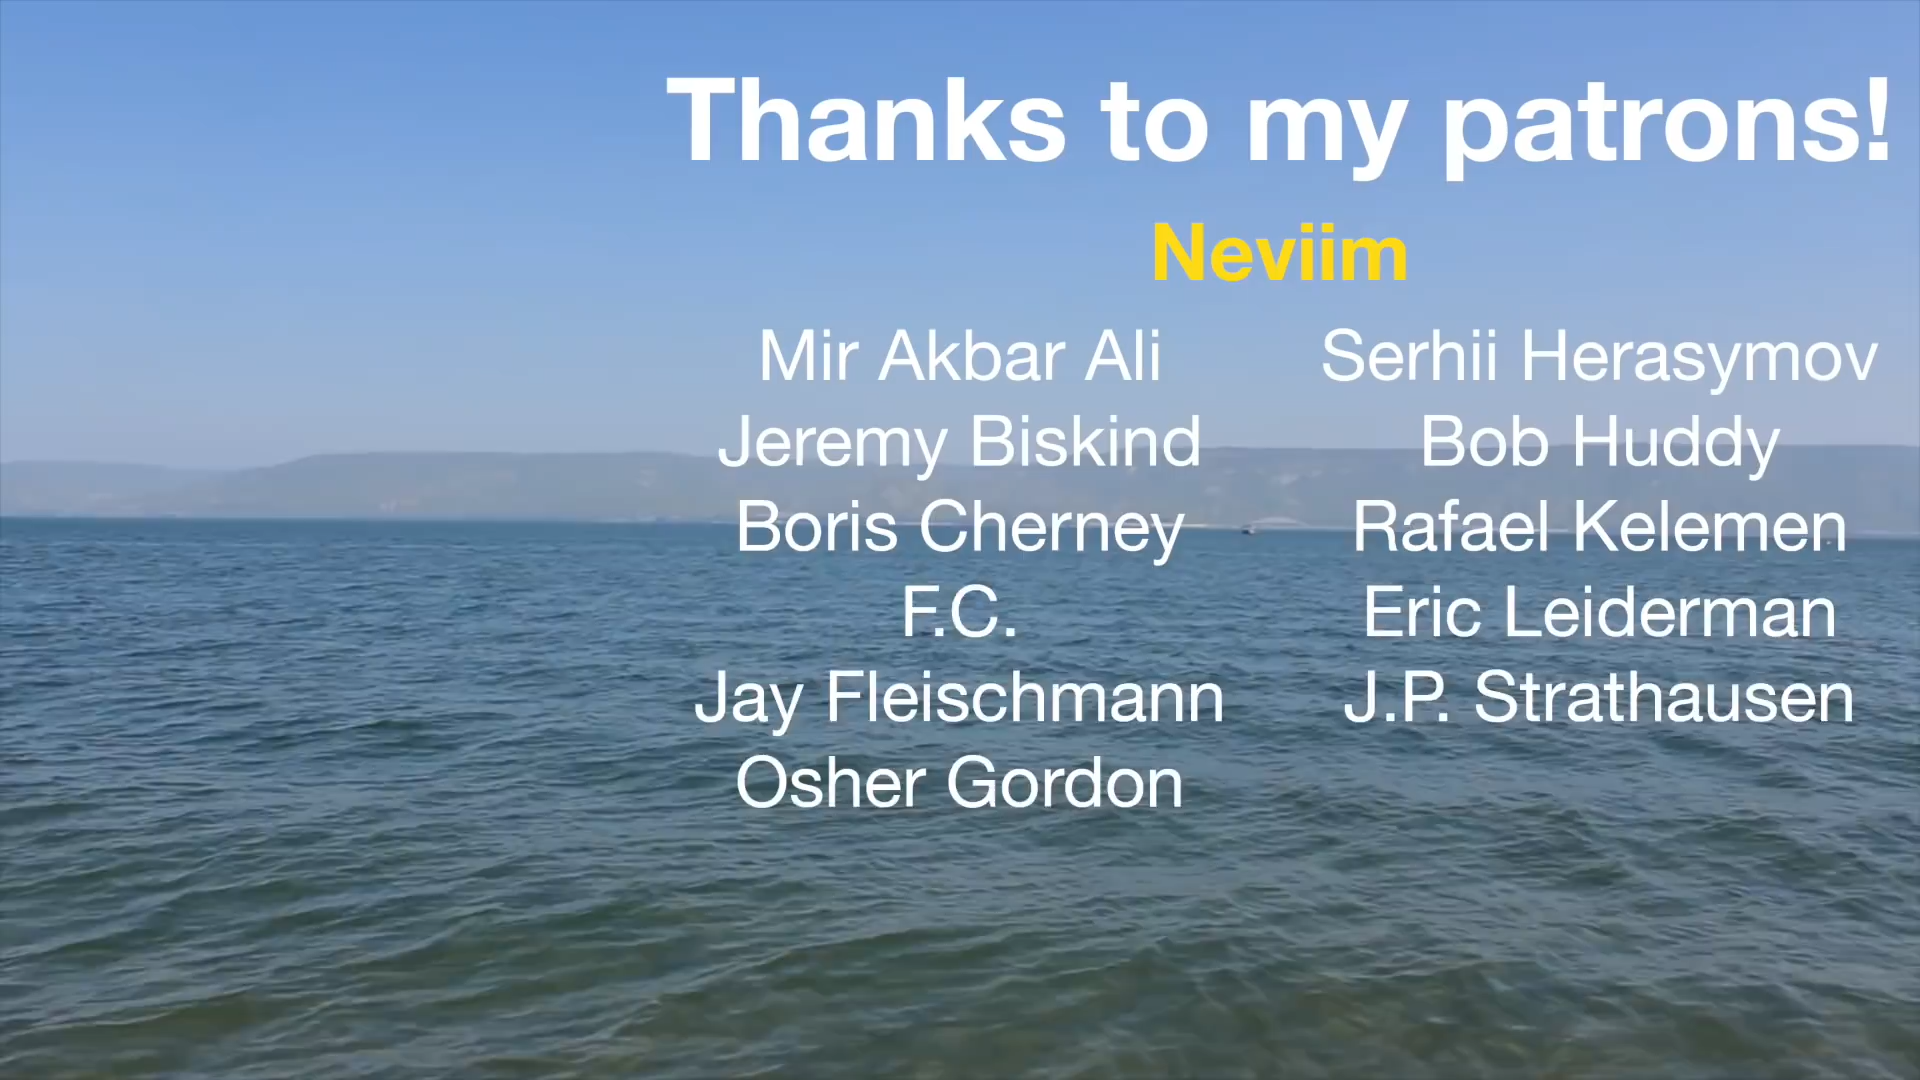 Thanks to my patrons!
Neviim
Mir Akbar Ali
Jeremy Biskind
Boris Cherney
F.C.
Jay Fleischmann
Osher Gordon
Serhii Herasymov
Bob Huddy
Rafael Kelemen
Eric Leiderman
J.P. Strathausen